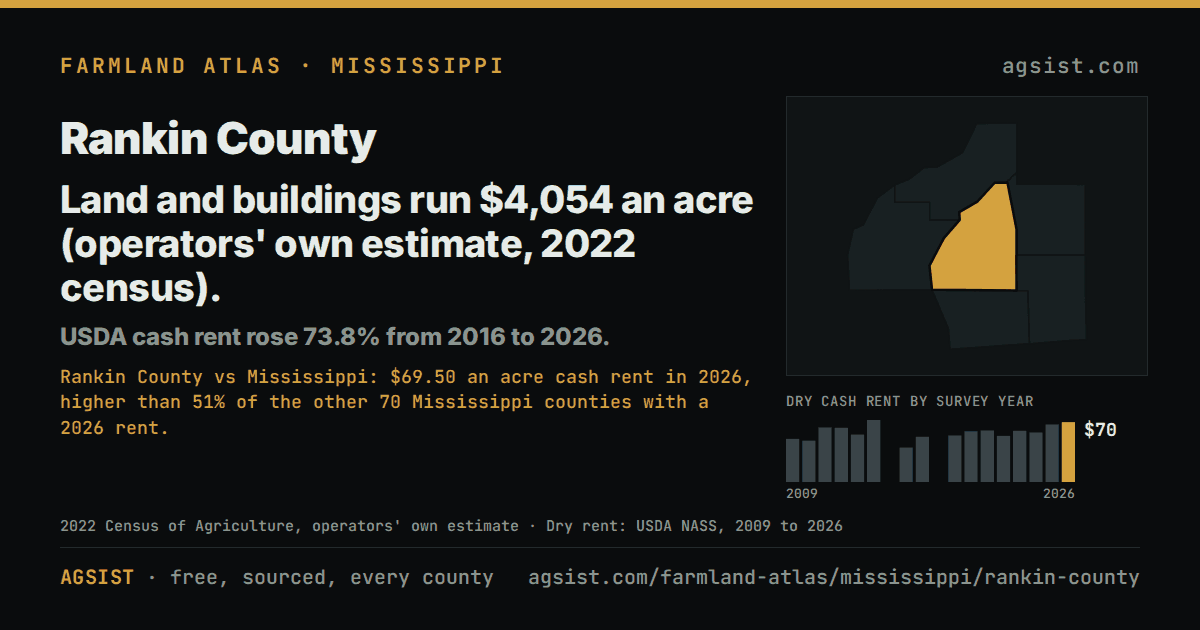 FARMLAND ATLAS · MISSISSIPPI
agsist.com
Rankin County
Land and buildings run $4,054 an acre
(operators' own estimate, 2022
census).
USDA cash rent rose 73.8% from 2016 to 2026.
Rankin County vs Mississippi: $69.50 an acre cash rent in 2026,
higher than 51% of the other 70 Mississippi counties with a
2026 rent.
DRY CASH RENT BY SURVEY YEAR
$70
2009
2026
2022 Census of Agriculture, operators' own estimate · Dry rent: USDA NASS, 2009 to 2026
AGSIST · free, sourced, every county
agsist.com/farmland-atlas/mississippi/rankin-county